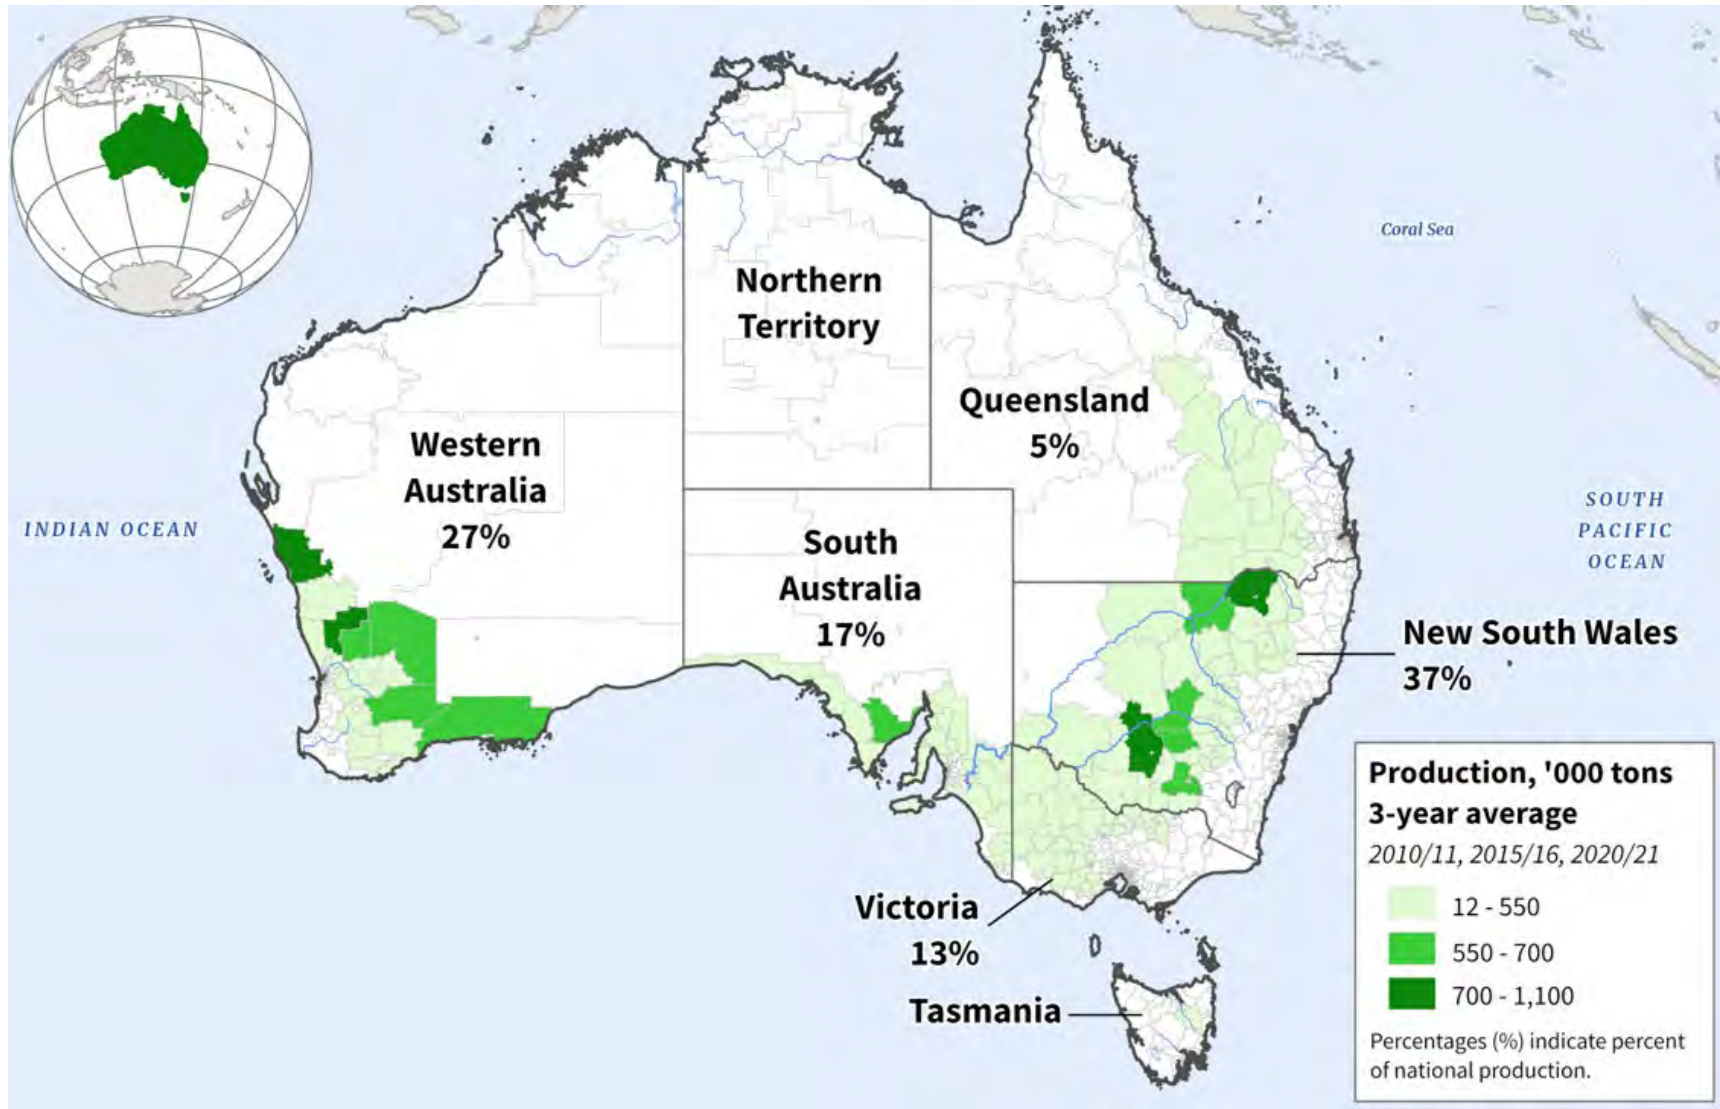 Northern
Territory
Coral Sea
Queensland
5%
Western
Australia
27%
INDIAN OCEAN
South
Australia
17%
SOUTH
PACIFIC
OCEAN
New South Wales
37%
Victoria
13%
Tasmania
Production, '000 tons
3-year average
2010/11, 2015/16, 2020/21
12 - 550
550 - 700
700 - 1,100
Percentages (%) indicate percent
of national production.